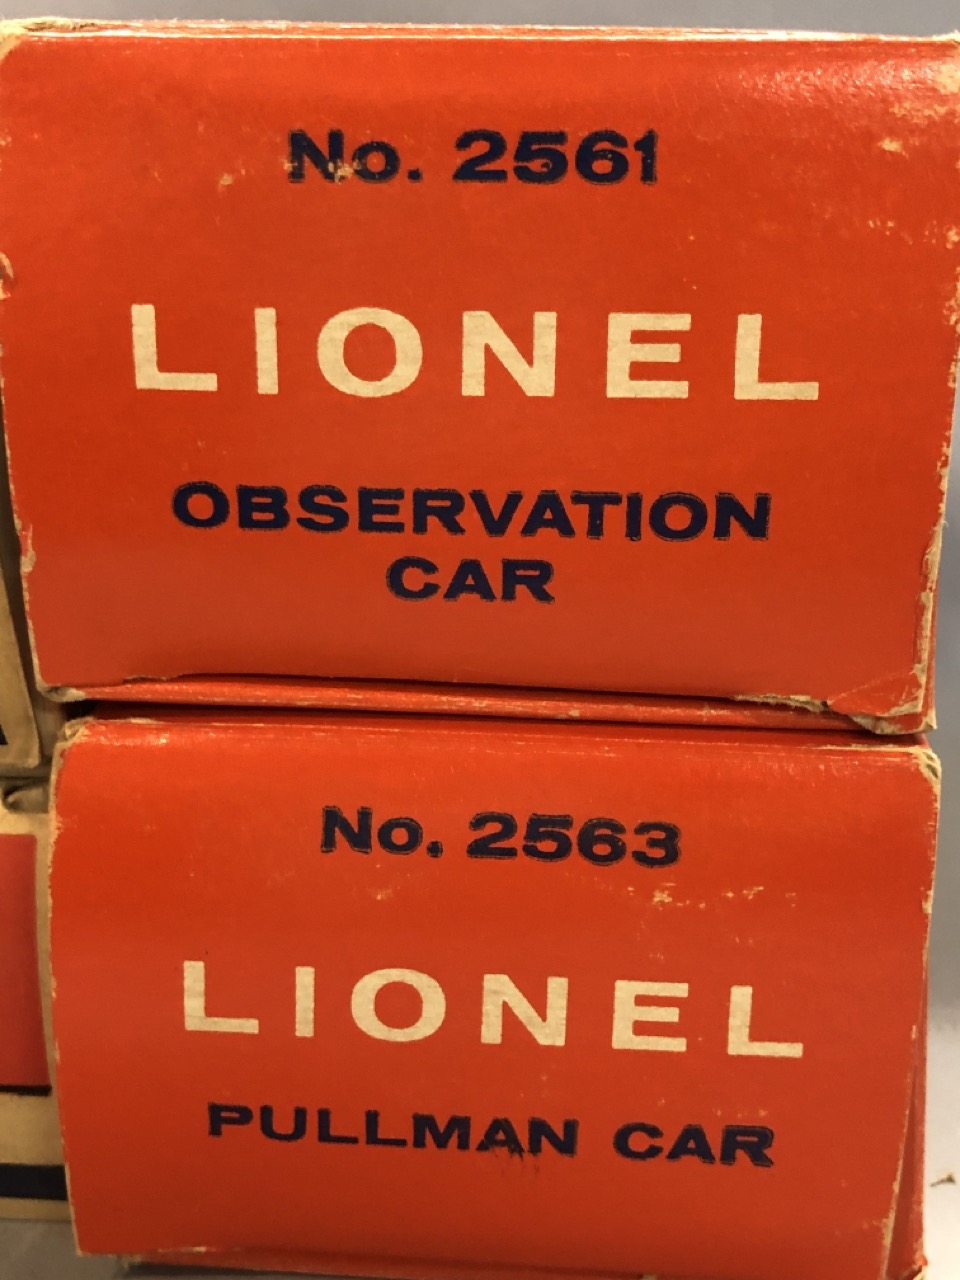 No. 2561
LIONEL
OBSERVATION
CAR
No. 2563
LIONEL
PULLMAN CAR